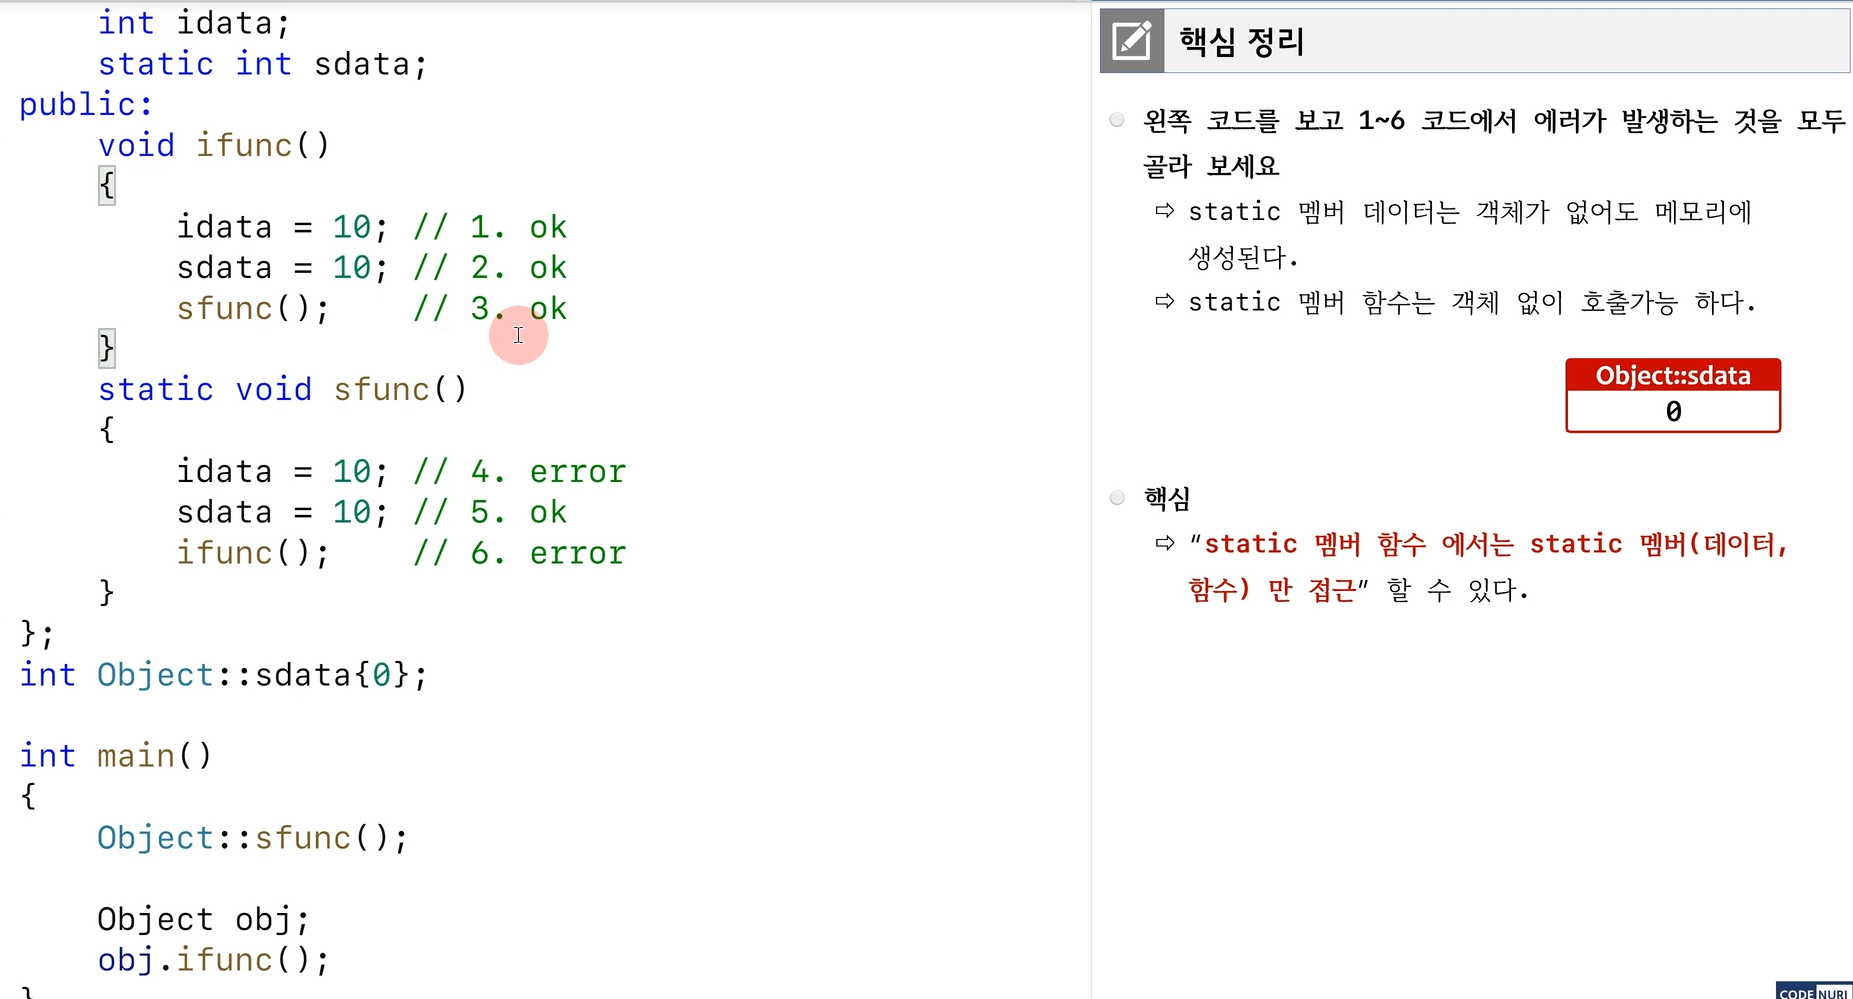 int idata;
static int sdata;
public:
void ifunc()
{
idata = 10; // 1. ok
sdata = 10; // 2. ok
sfunc(); // 3. ok
}
static void sfunc()
{
idata = 10; // 4. error
sdata = 10; // 5. ok
ifunc(); // 6. error
}
};
int Object::sdata{0};
int main()
{
Object::sfunc();
Object obj;
obj.ifunc();
}
핵심 정리
왼쪽 코드를 보고 1~6 코드에서 에러가 발생하는 것을 모두
골라 보세요
⇨ static 멤버 데이터는 객체가 없어도 메모리에
생성된다.
⇨ static 멤버 함수는 객체 없이 호출가능 하다.
Object::sdata
0
핵심
⇨ "static 멤버 함수 에서는 static 멤버(데이터,
함수) 만 접근" 할 수 있다.
CODE NURI